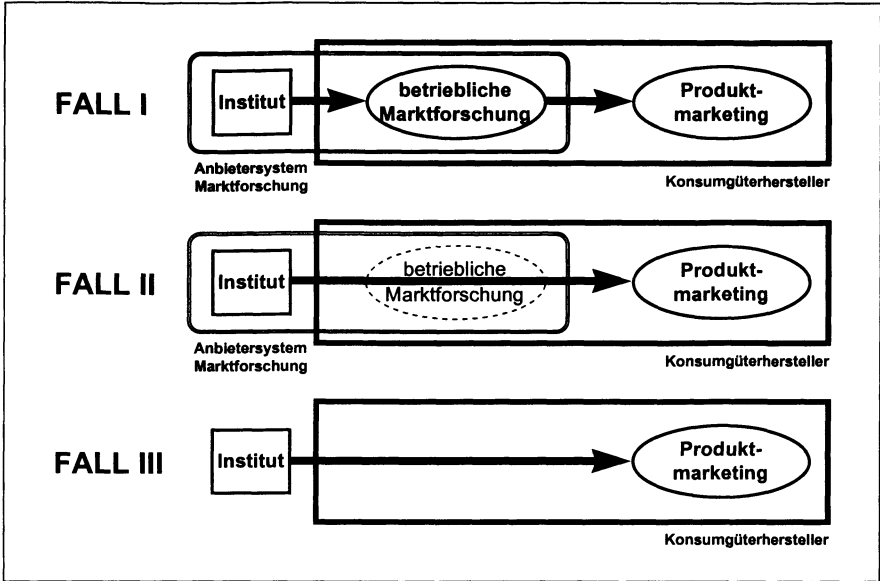 FALL I
Institut
betriebliche
Marktforschung
Produkt-
marketing
Anbietersystem
Marktforschung
Konsumgüterhersteller
FALL II
Institut
betriebliche
Marktforschung
Produkt-
marketing
Anbietersystem
Marktforschung
Konsumgüterhersteller
FALL III
Institut
Produkt-
marketing
Konsumgüterhersteller